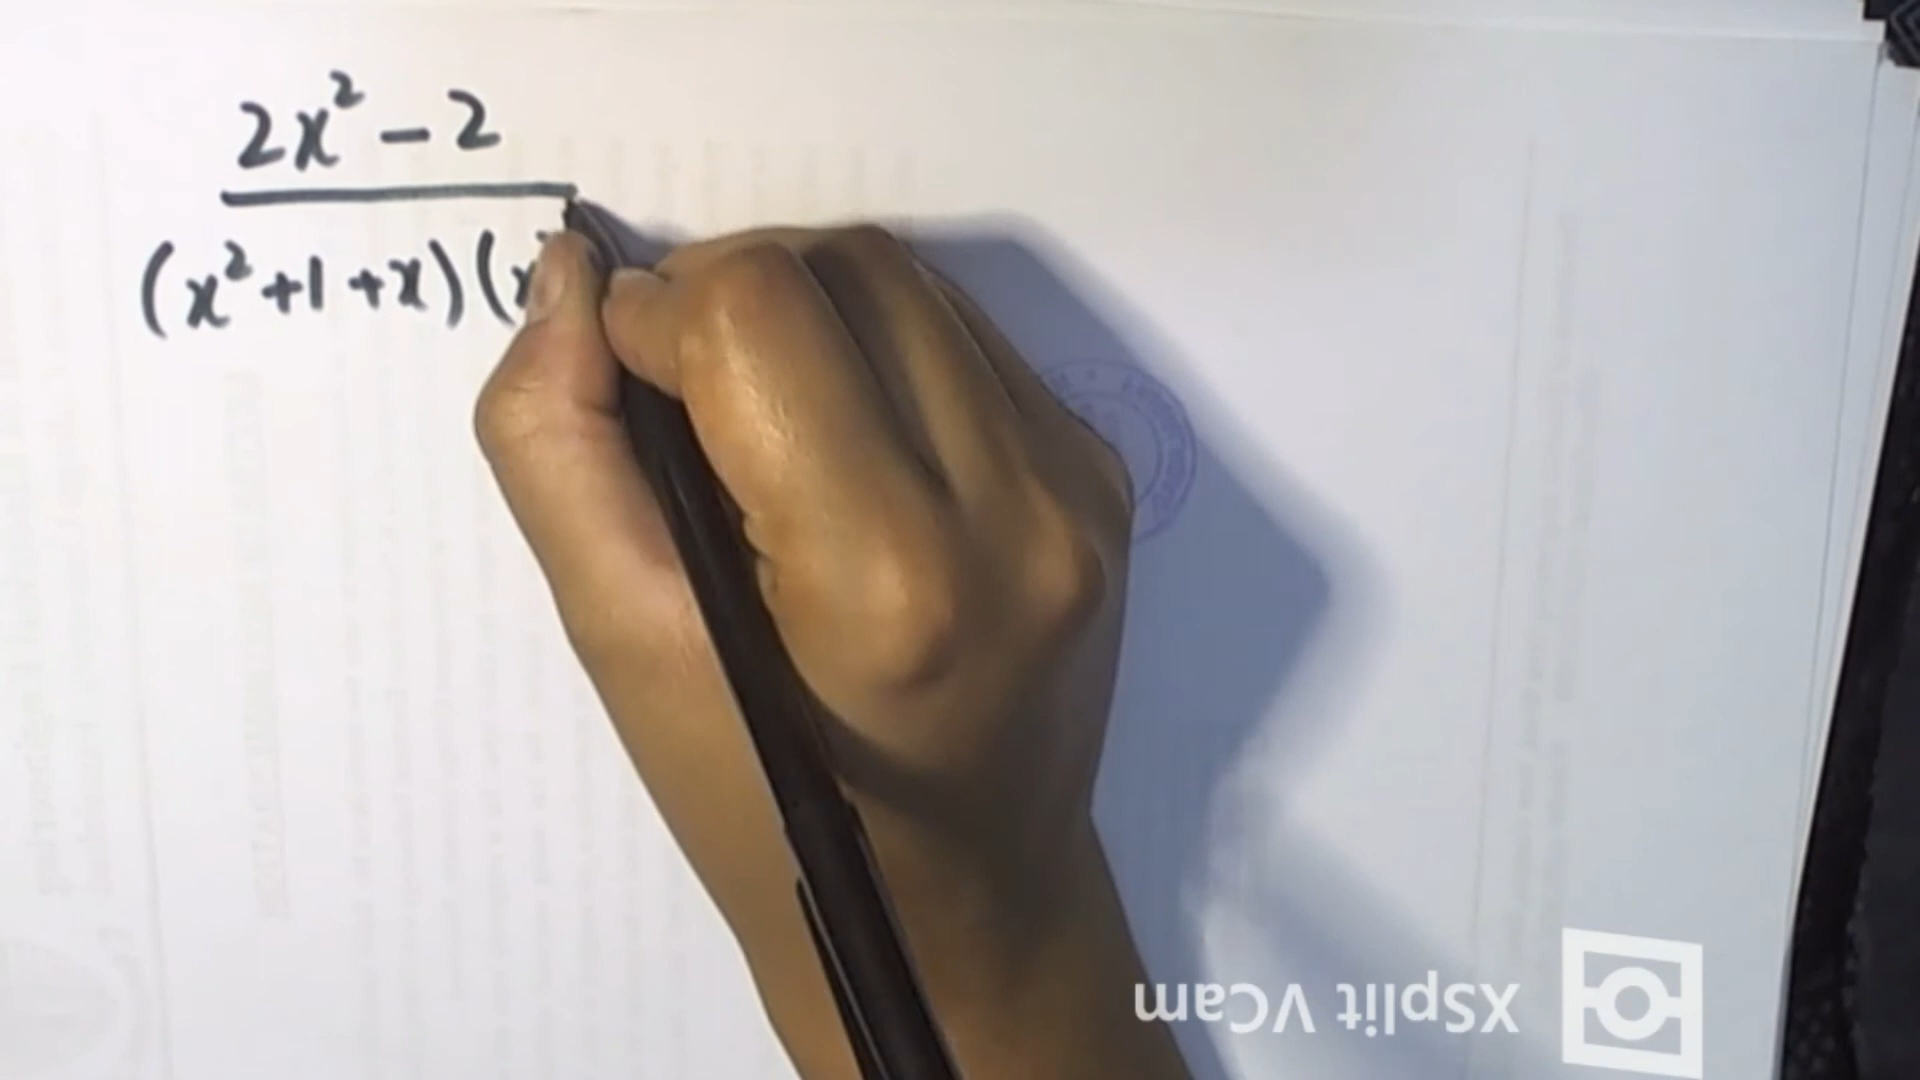 2x² - 2
(x² + 1 + x) (x
XSplit VCam